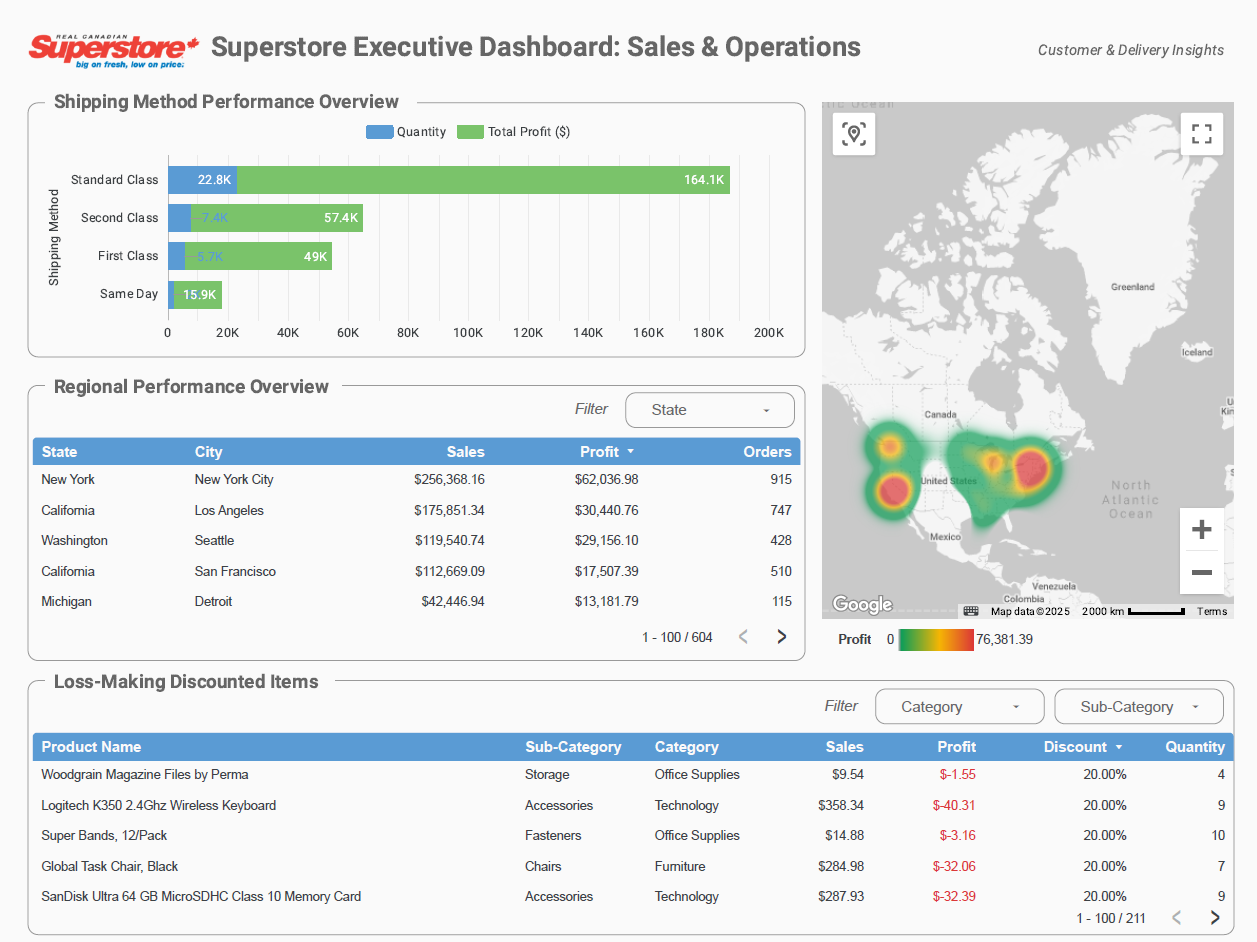 REAL CANADIAN
Superstore
big on fresh, low on price.
Superstore Executive Dashboard: Sales & Operations
Customer & Delivery Insights
Shipping Method Performance Overview
Quantity Total Profit ($)
Shipping Method
Standard Class 22.8K 164.1K
Second Class 7.4K 57.4K
First Class 5.7K 49K
Same Day 15.9K
0 20K 40K 60K 80K 100K 120K 140K 160K 180K 200K
Regional Performance Overview
Filter State
State City Sales Profit Orders
New York New York City $256,368.16 $62,036.98 915
California Los Angeles $175,851.34 $30,440.76 747
Washington Seattle $119,540.74 $29,156.10 428
California San Francisco $112,669.09 $17,507.39 510
Michigan Detroit $42,446.94 $13,181.79 115
1 - 100 / 604
Ocean
Greenland
Iceland
Canada
United States
North
Atlantic
Ocean
Mexico
Venezuela
Colombia
Google
Map data ©2025 2000 km Terms
Profit 0 76,381.39
Loss-Making Discounted Items
Filter Category Sub-Category
Product Name Sub-Category Category Sales Profit Discount Quantity
Woodgrain Magazine Files by Perma Storage Office Supplies $9.54 $-1.55 20.00% 4
Logitech K350 2.4Ghz Wireless Keyboard Accessories Technology $358.34 $-40.31 20.00% 9
Super Bands, 12/Pack Fasteners Office Supplies $14.88 $-3.16 20.00% 10
Global Task Chair, Black Chairs Furniture $284.98 $-32.06 20.00% 7
SanDisk Ultra 64 GB MicroSDHC Class 10 Memory Card Accessories Technology $287.93 $-32.39 20.00% 9
1 - 100 / 211